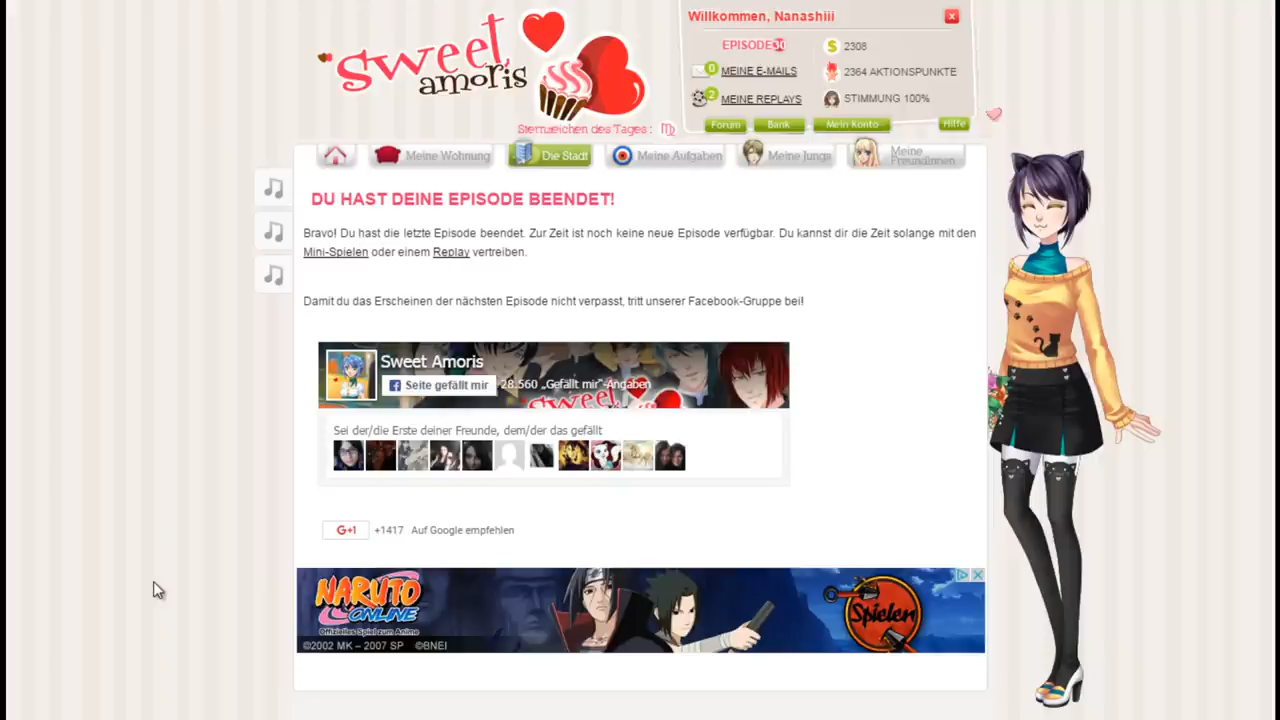 Sweet amoris
Willkommen, Nanashiii
EPISODE30
2308
0 MEINE E-MAILS
2364 AKTIONSPUNKTE
2 MEINE REPLAYS
STIMMUNG 100%
Sternzeichen des Tages :
Forum Bank Mein Konto Hilfe
Meine Wohnung Die Stadt Meine Aufgaben Meine Jungs Meine Freundinnen
DU HAST DEINE EPISODE BEENDET!
Bravo! Du hast die letzte Episode beendet. Zur Zeit ist noch keine neue Episode verfügbar. Du kannst dir die Zeit solange mit den
Mini-Spielen oder einem Replay vertreiben.
Damit du das Erscheinen der nächsten Episode nicht verpasst, tritt unserer Facebook-Gruppe bei!
Sweet Amoris
Seite gefällt mir 28.560 „Gefällt mir"-Angaben
Sweet
Sei der/die Erste deiner Freunde, dem/der das gefällt
G+1 +1417 Auf Google empfehlen
NARUTO
ONLINE
Offizielles Spiel zum Anime
Spielen
©2002 MK – 2007 SP ©BNEI